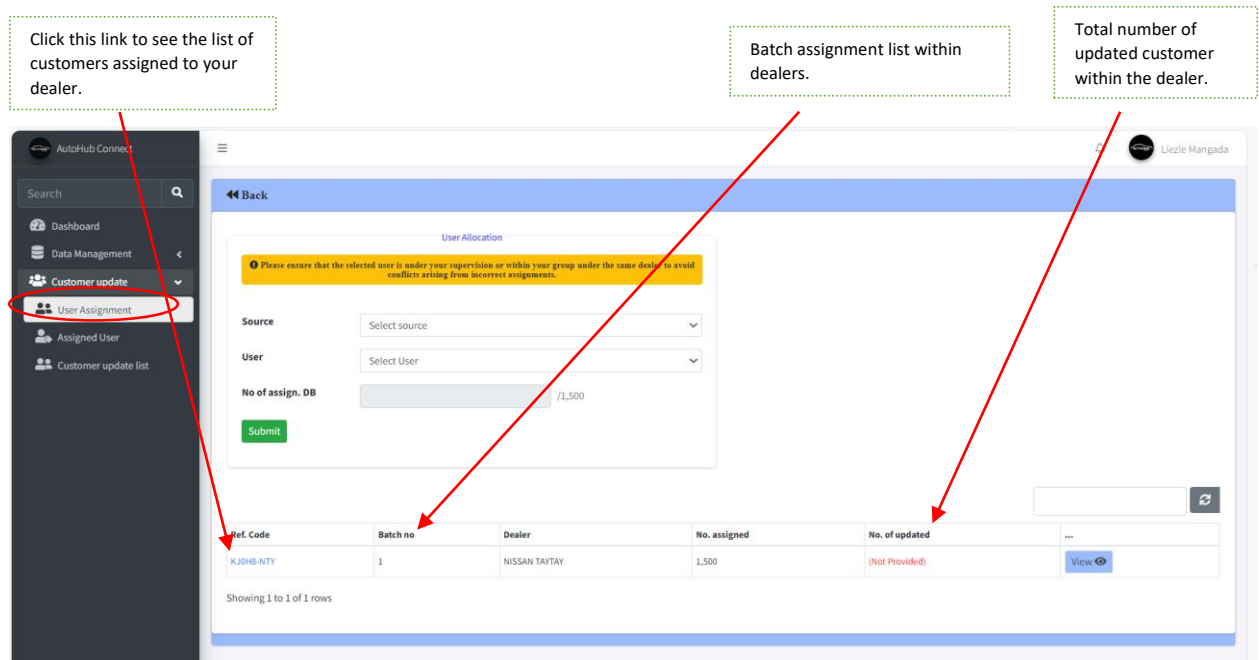 Click this link to see the list of
customers assigned to your
dealer.
Batch assignment list within
dealers.
Total number of
updated customer
within the dealer.
AutoHub Connect
Liezle Mangada
Search
Back
Dashboard
Data Management
Customer update
User Assignment
Assigned User
Customer update list
User Allocation
Please ensure that the selected user is under your supervision or within your group under the same dealer to avoid
conflicts arising from incorrect assignments.
Source
Select source
User
Select User
No of assign. DB
/1,500
Submit
Ref. Code Batch no Dealer No. assigned No. of updated ...
KJ0H8-NTY 1 NISSAN TAYTAY 1,500 (Not Provided) View
Showing 1 to 1 of 1 rows